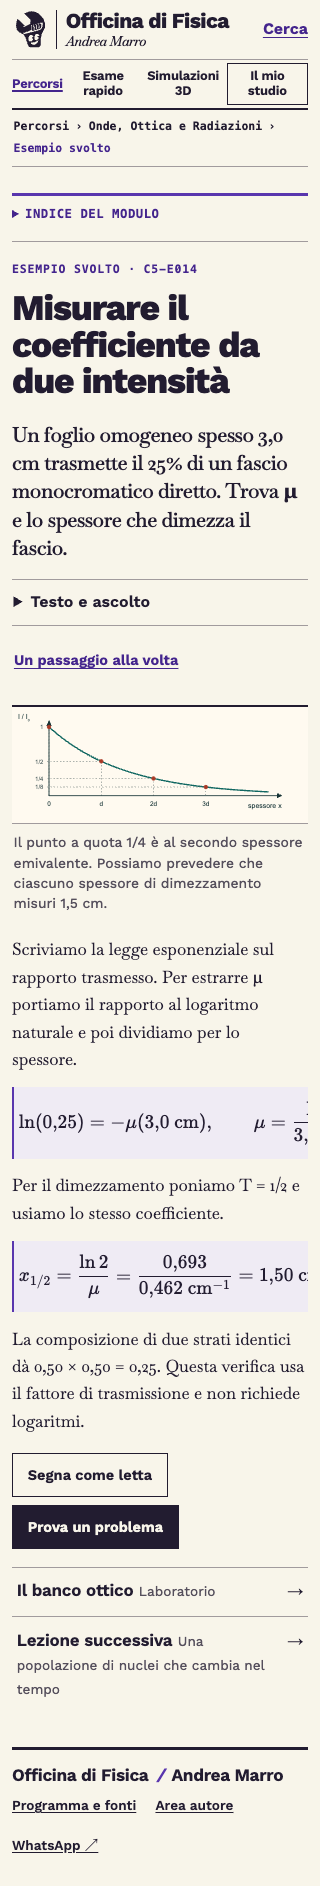 Officina di Fisica
Andrea Marro
Cerca
Percorsi
Esame rapido
Simulazioni 3D
Il mio studio
Percorsi › Onde, Ottica e Radiazioni ›
Esempio svolto
▶ INDICE DEL MODULO
ESEMPIO SVOLTO · C5–E014
Misurare il
coefficiente da
due intensità
Un foglio omogeneo spesso 3,0
cm trasmette il 25% di un fascio
monocromatico diretto. Trova μ
e lo spessore che dimezza il
fascio.
▶ Testo e ascolto
Un passaggio alla volta
I / I₀
1
1/2
1/4
1/8
0 d 2d 3d spessore x
Il punto a quota 1/4 è al secondo spessore
emivalente. Possiamo prevedere che
ciascuno spessore di dimezzamento
misuri 1,5 cm.
Scriviamo la legge esponenziale sul
rapporto trasmesso. Per estrarre μ
portiamo il rapporto al logaritmo
naturale e poi dividiamo per lo
spessore.
ln(0,25) = −μ(3,0 cm), μ = 3,
Per il dimezzamento poniamo T = 1/2 e
usiamo lo stesso coefficiente.
x_{1/2} = ln 2 / μ = 0,693 / 0,462 cm⁻¹ = 1,50 c
La composizione di due strati identici
dà 0,50 × 0,50 = 0,25. Questa verifica usa
il fattore di trasmissione e non richiede
logaritmi.
Segna come letta
Prova un problema
Il banco ottico Laboratorio →
Lezione successiva Una →
popolazione di nuclei che cambia nel
tempo
Officina di Fisica / Andrea Marro
Programma e fonti Area autore
WhatsApp ↗